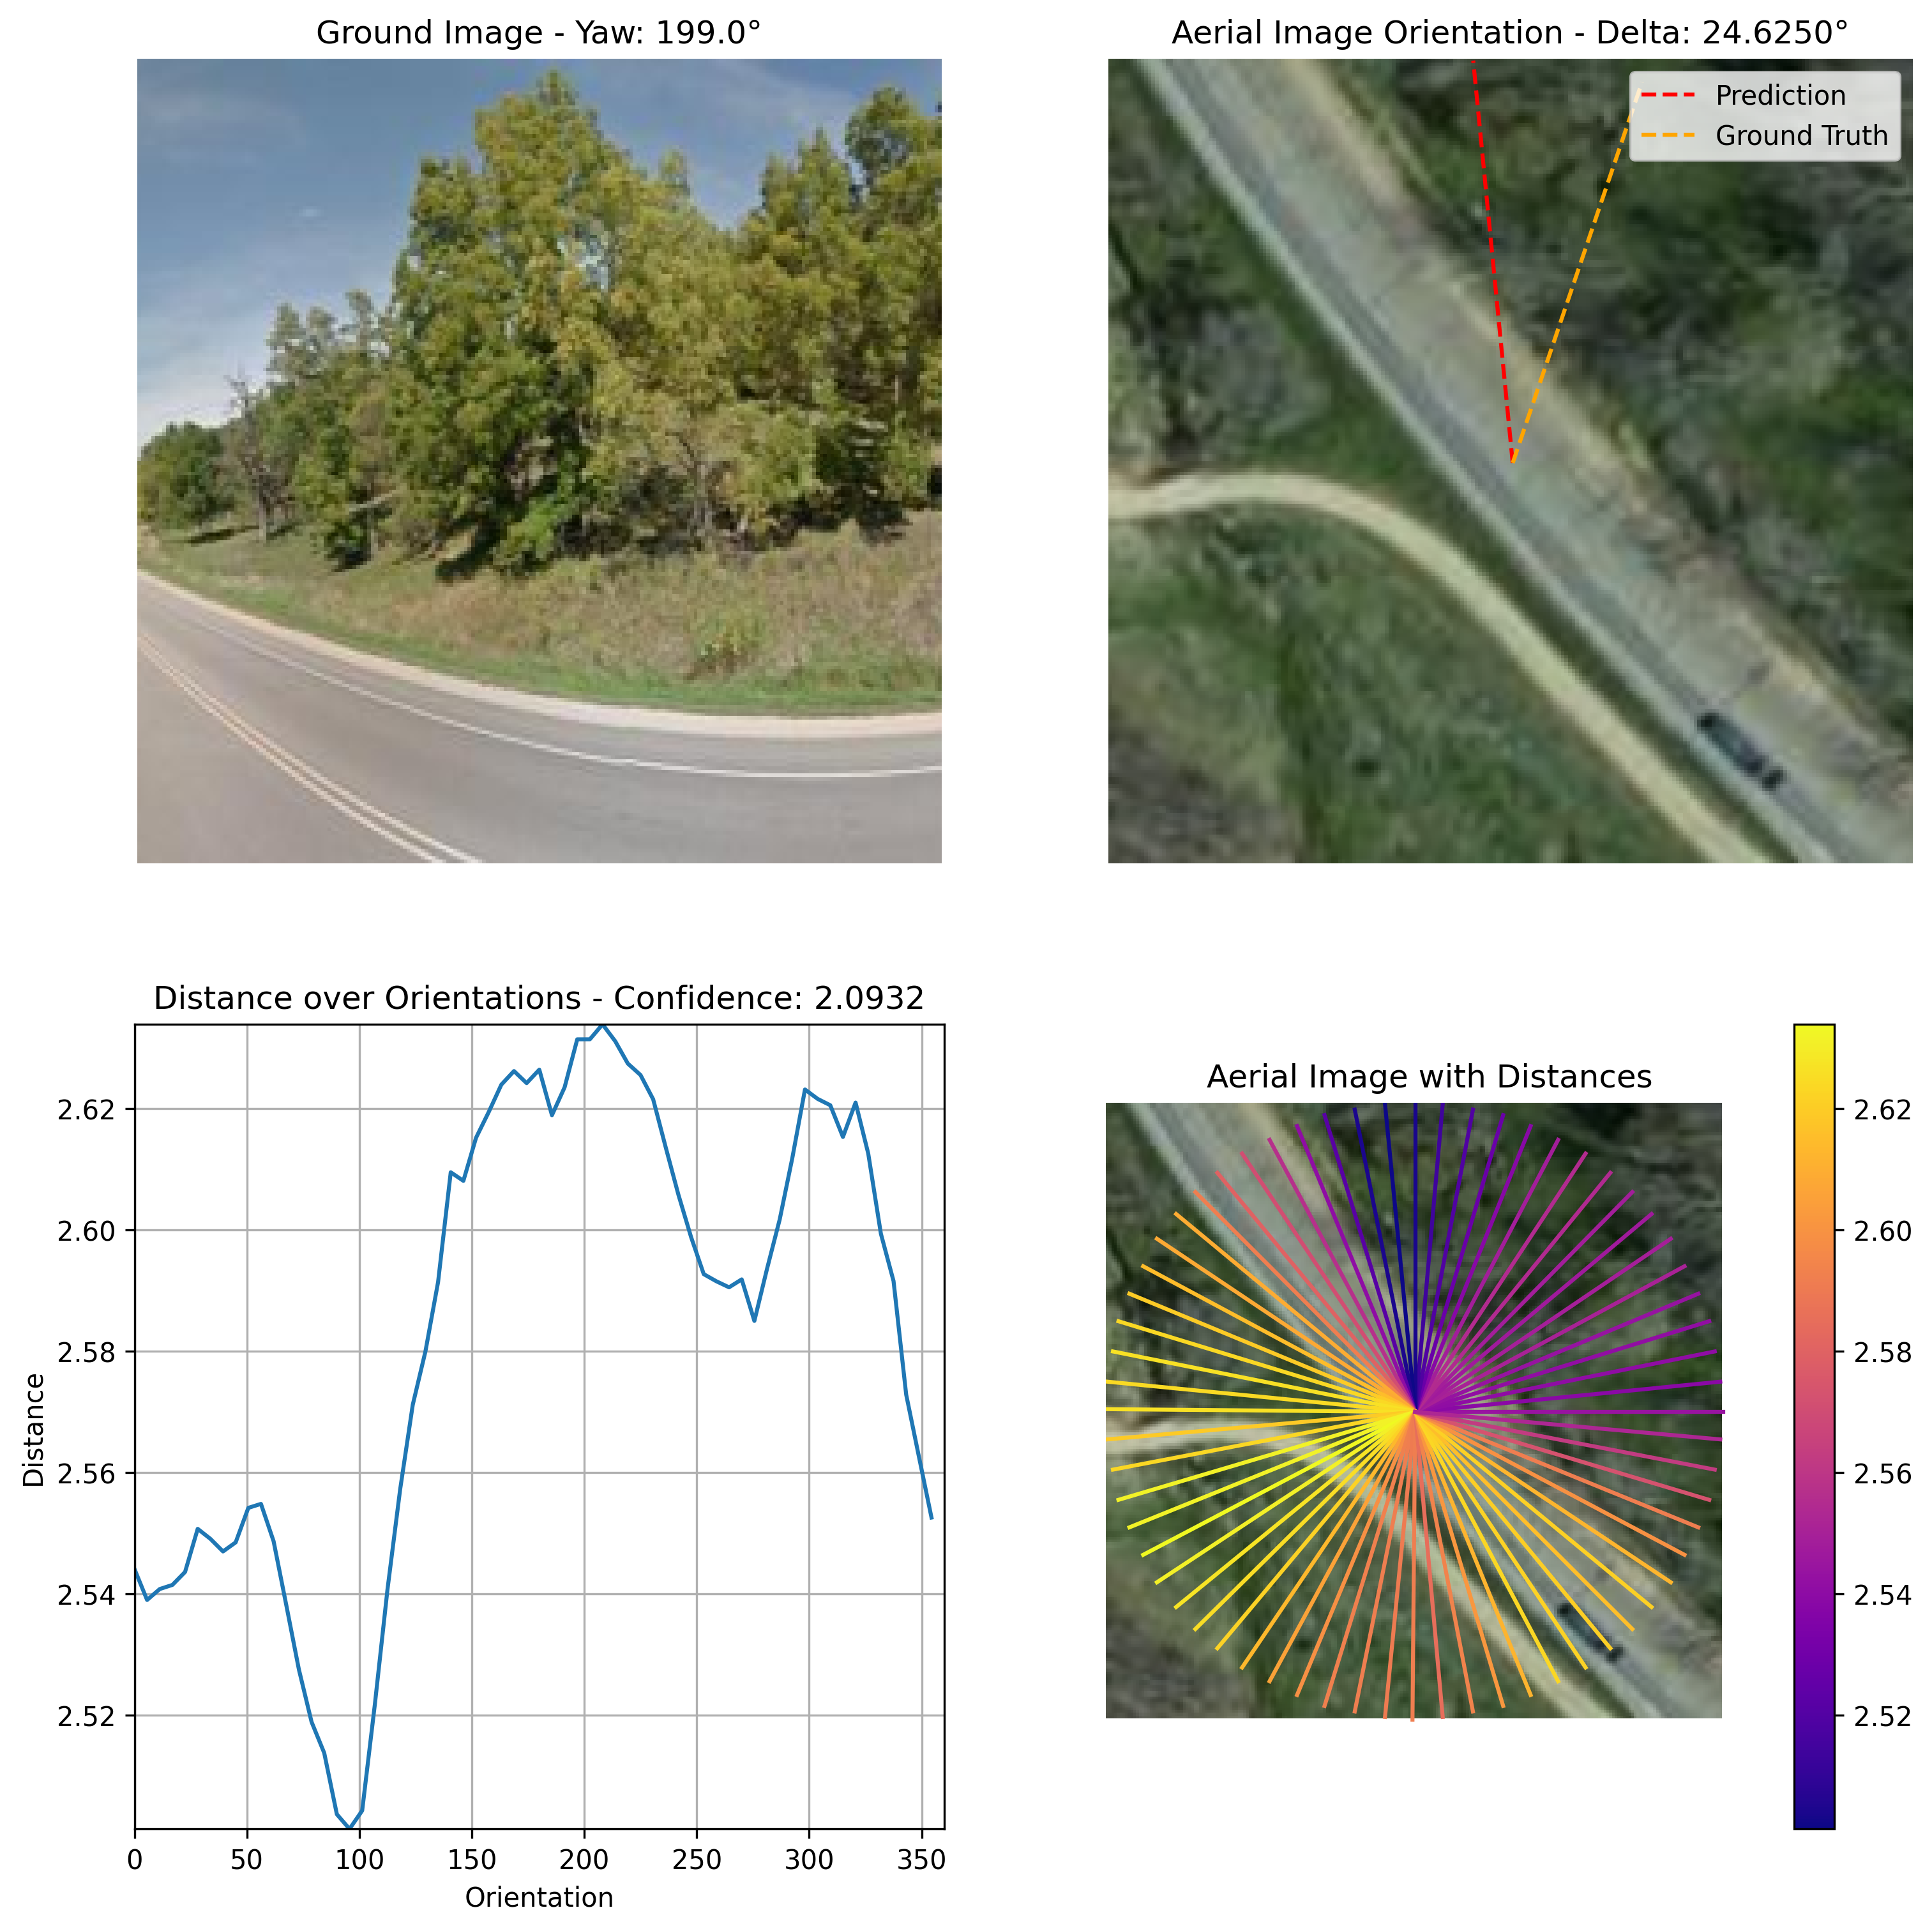 Ground Image - Yaw: 199.0°
Aerial Image Orientation - Delta: 24.6250°
Prediction
Ground Truth
Distance over Orientations - Confidence: 2.0932
2.62
2.60
2.58
2.56
2.54
2.52
Distance
0 50 100 150 200 250 300 350
Orientation
Aerial Image with Distances
2.62
2.60
2.58
2.56
2.54
2.52